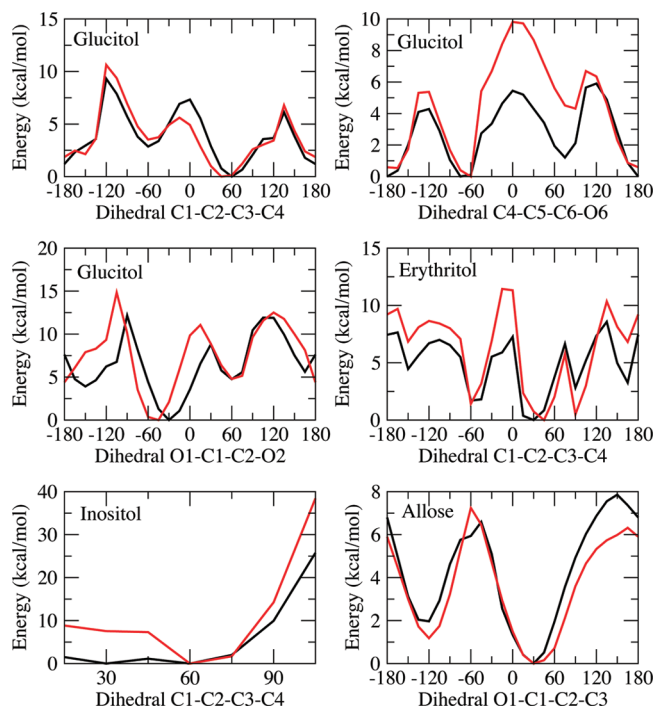 Glucitol
Energy (kcal/mol)
15
10
5
0
-180 -120 -60 0 60 120 180
Dihedral C1-C2-C3-C4
Glucitol
Energy (kcal/mol)
10
8
6
4
2
0
-180 -120 -60 0 60 120 180
Dihedral C4-C5-C6-O6
Glucitol
Energy (kcal/mol)
20
15
10
5
0
-180 -120 -60 0 60 120 180
Dihedral O1-C1-C2-O2
Erythritol
Energy (kcal/mol)
15
10
5
0
-180 -120 -60 0 60 120 180
Dihedral C1-C2-C3-C4
Inositol
Energy (kcal/mol)
40
30
20
10
0
30 60 90
Dihedral C1-C2-C3-C4
Allose
Energy (kcal/mol)
8
6
4
2
0
-180 -120 -60 0 60 120 180
Dihedral O1-C1-C2-C3